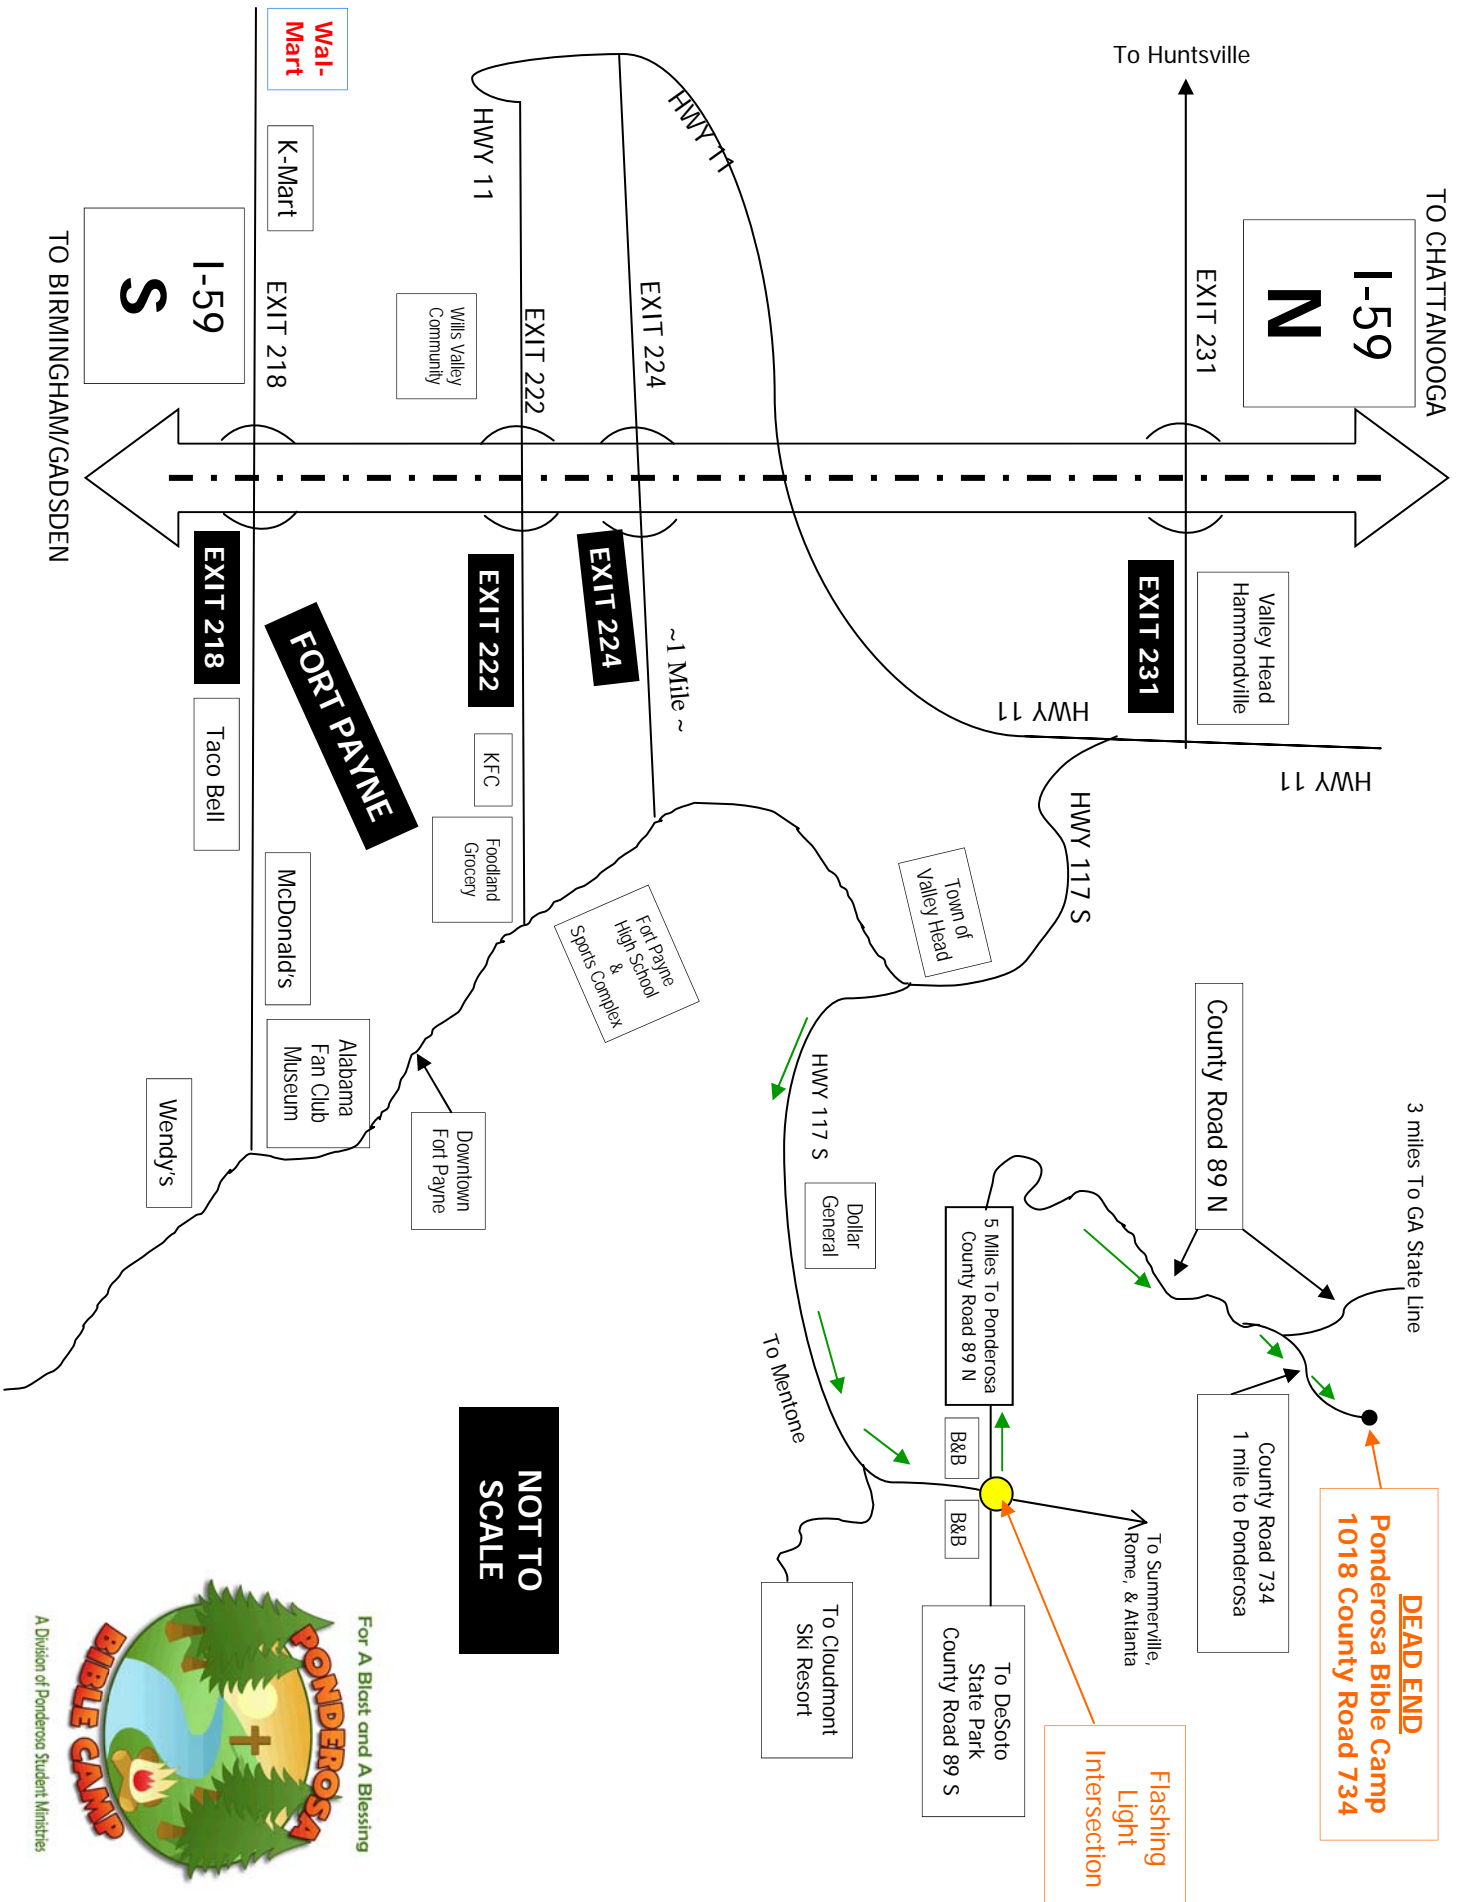 To Huntsville
TO CHATTANOOGA
I-59
N
EXIT 231
EXIT 231
Valley Head
Hammondville
HWY 11
HWY 11
HWY 11
HWY 11
EXIT 224
EXIT 224
~1 Mile ~
EXIT 222
EXIT 222
Wills Valley
Community
KFC
Foodland
Grocery
Wal-
Mart
K-Mart
EXIT 218
EXIT 218
I-59
S
TO BIRMINGHAM/GADSDEN
FORT PAYNE
Taco Bell
McDonald's
Alabama
Fan Club
Museum
Wendy's
Downtown
Fort Payne
Fort Payne
High School
&
Sports Complex
Town of
Valley Head
HWY 117 S
HWY 117 S
Dollar
General
To Mentone
3 miles To GA State Line
County Road 89 N
5 Miles To Ponderosa
County Road 89 N
B&B
B&B
County Road 734
1 mile to Ponderosa
DEAD END
Ponderosa Bible Camp
1018 County Road 734
To Summerville,
Rome, & Atlanta
To DeSoto
State Park
County Road 89 S
Flashing
Light
Intersection
To Cloudmont
Ski Resort
NOT TO
SCALE
For A Blast and A Blessing
PONDEROSA
BIBLE CAMP
A Division of Ponderosa Student Ministries